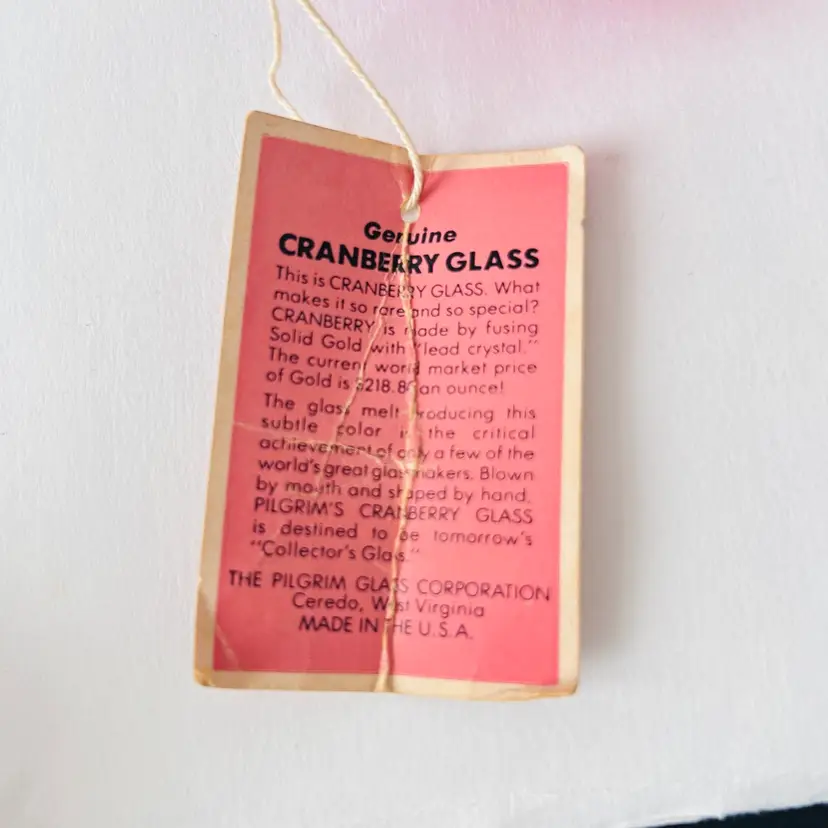 Genuine
CRANBERRY GLASS
This is CRANBERRY GLASS. What
makes it so rare and so special?
CRANBERRY is made by fusing
Solid Gold with "lead crystal."
The current world market price
of Gold is an ounce!
The glass melt producing this
subtle color is the critical
achievement of only a few of the
world's great glassmakers. Blown
by mouth and shaped by hand,
PILGRIM'S CRANBERRY GLASS
is destined to be tomorrow's
"Collector's Glass."
THE PILGRIM GLASS CORPORATION
Ceredo, West Virginia
MADE IN THE U.S.A.